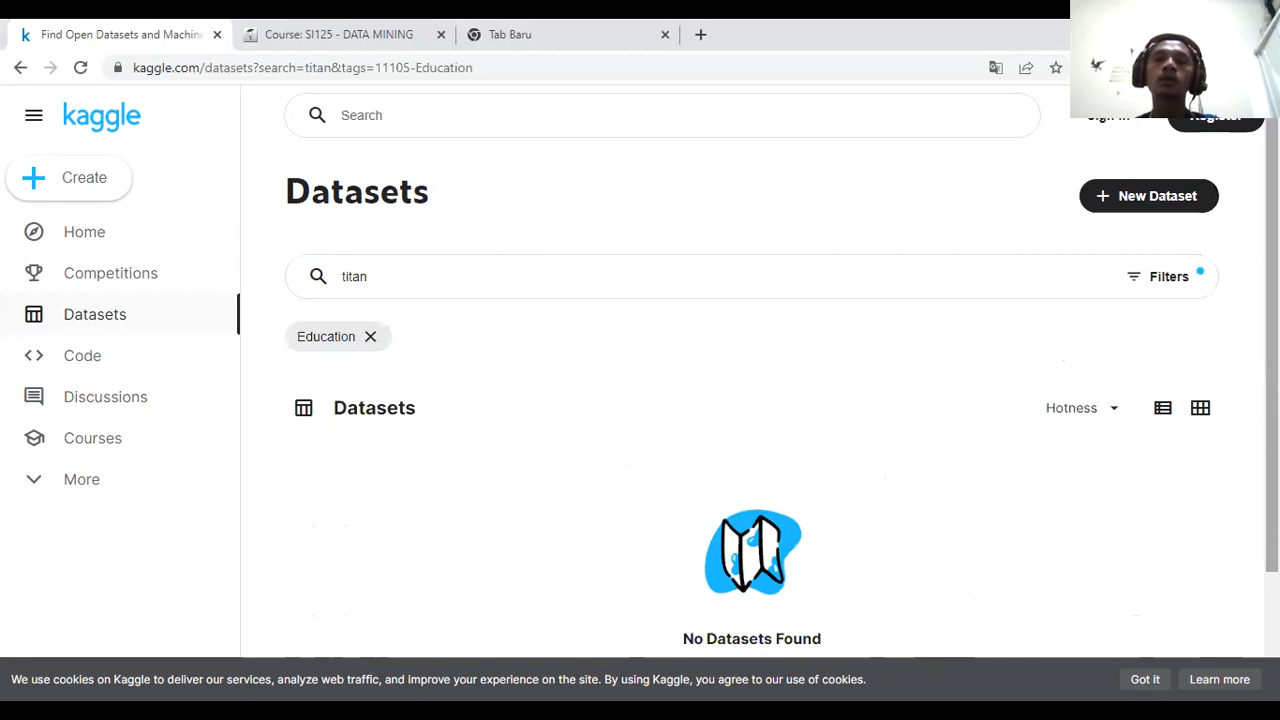 Find Open Datasets and Machine
Course: SI125 - DATA MINING
Tab Baru
kaggle.com/datasets?search=titan&tags=11105-Education
kaggle
Search
Register
Create
Datasets
New Dataset
Home
Competitions
titan
Filters
Datasets
Education
Code
Discussions
Datasets
Hotness
Courses
More
No Datasets Found
We use cookies on Kaggle to deliver our services, analyze web traffic, and improve your experience on the site. By using Kaggle, you agree to our use of cookies.
Got it
Learn more